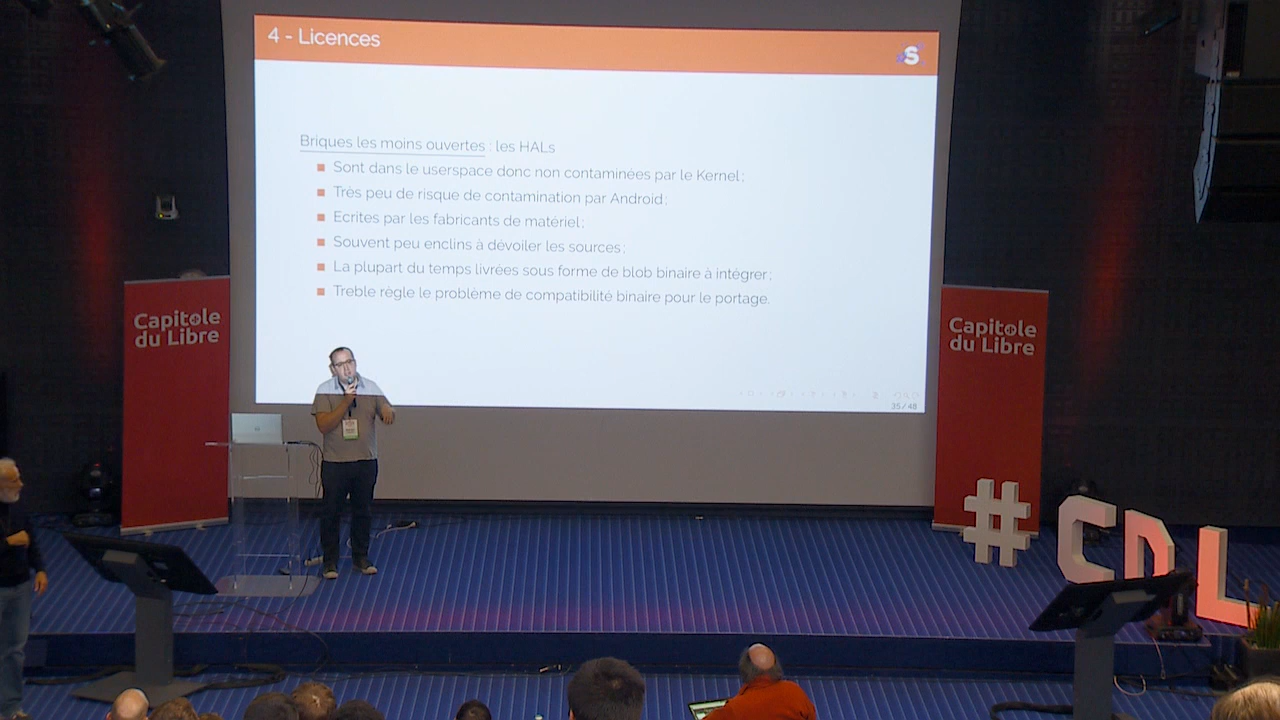 4 - Licences
S
Briques les moins ouvertes : les HALs
Sont dans le userspace donc non contaminées par le Kernel ;
Très peu de risque de contamination par Android ;
Ecrites par les fabricants de matériel ;
Souvent peu enclins à dévoiler les sources ;
La plupart du temps livrées sous forme de blob binaire à intégrer ;
Treble règle le problème de compatibilité binaire pour le portage.
35 / 48
Capitole
du Libre
Capitole
du Libre
#CDL